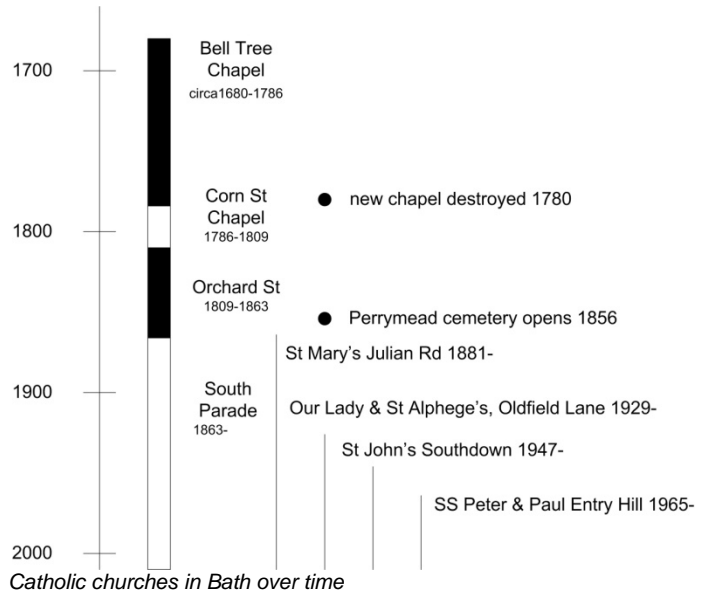 Bell Tree
Chapel
circa1680-1786
1700
Corn St
Chapel
1786-1809
new chapel destroyed 1780
1800
Orchard St
1809-1863
Perrymead cemetery opens 1856
St Mary's Julian Rd 1881-
1900
South
Parade
1863-
Our Lady & St Alphege's, Oldfield Lane 1929-
St John's Southdown 1947-
SS Peter & Paul Entry Hill 1965-
2000
Catholic churches in Bath over time